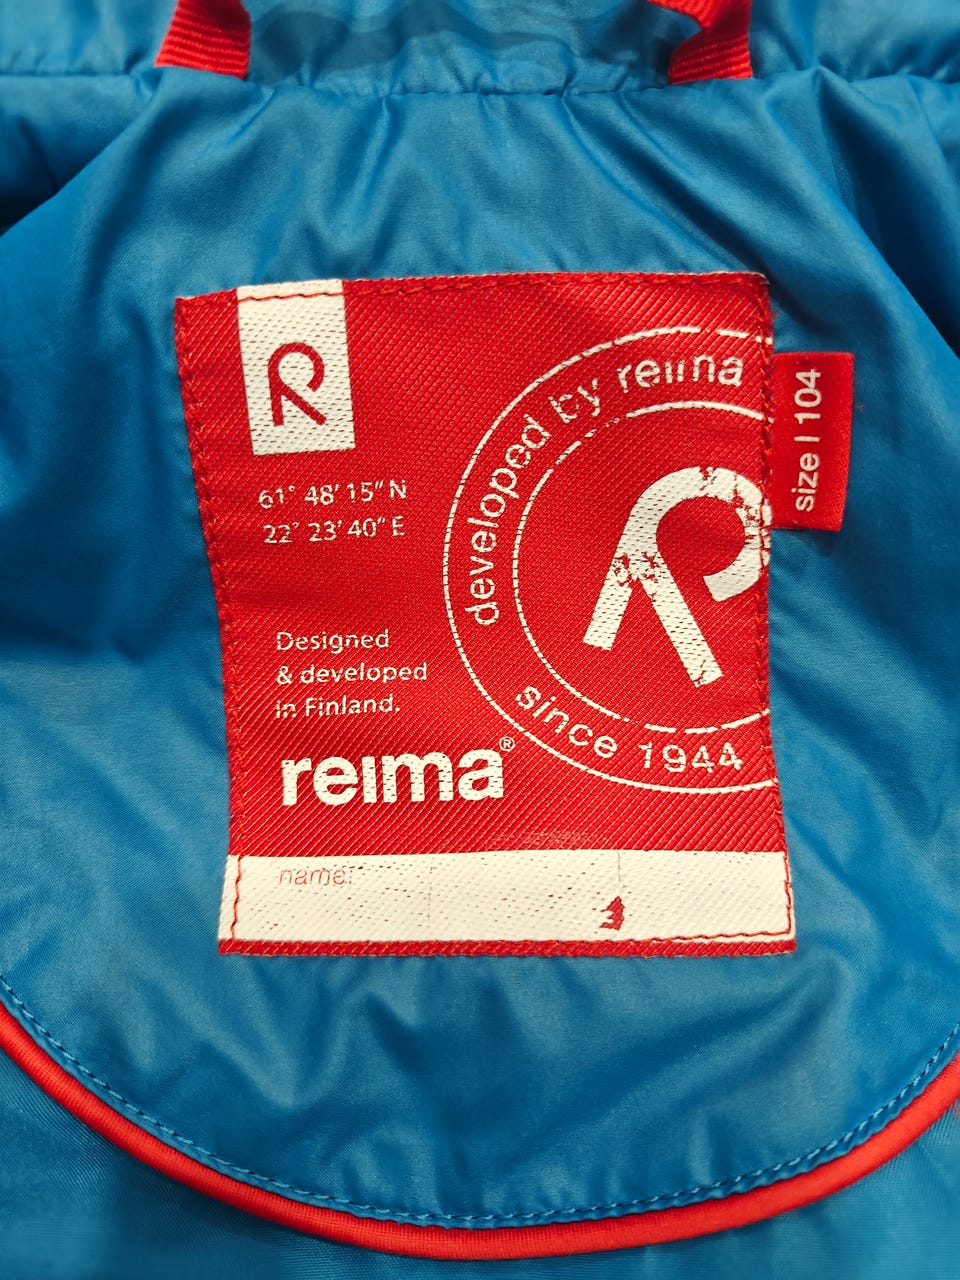 61° 48' 15" N
22° 23' 40" E
Designed
& developed
in Finland.
reima®
developed by reima
since 1944
size | 104
name: